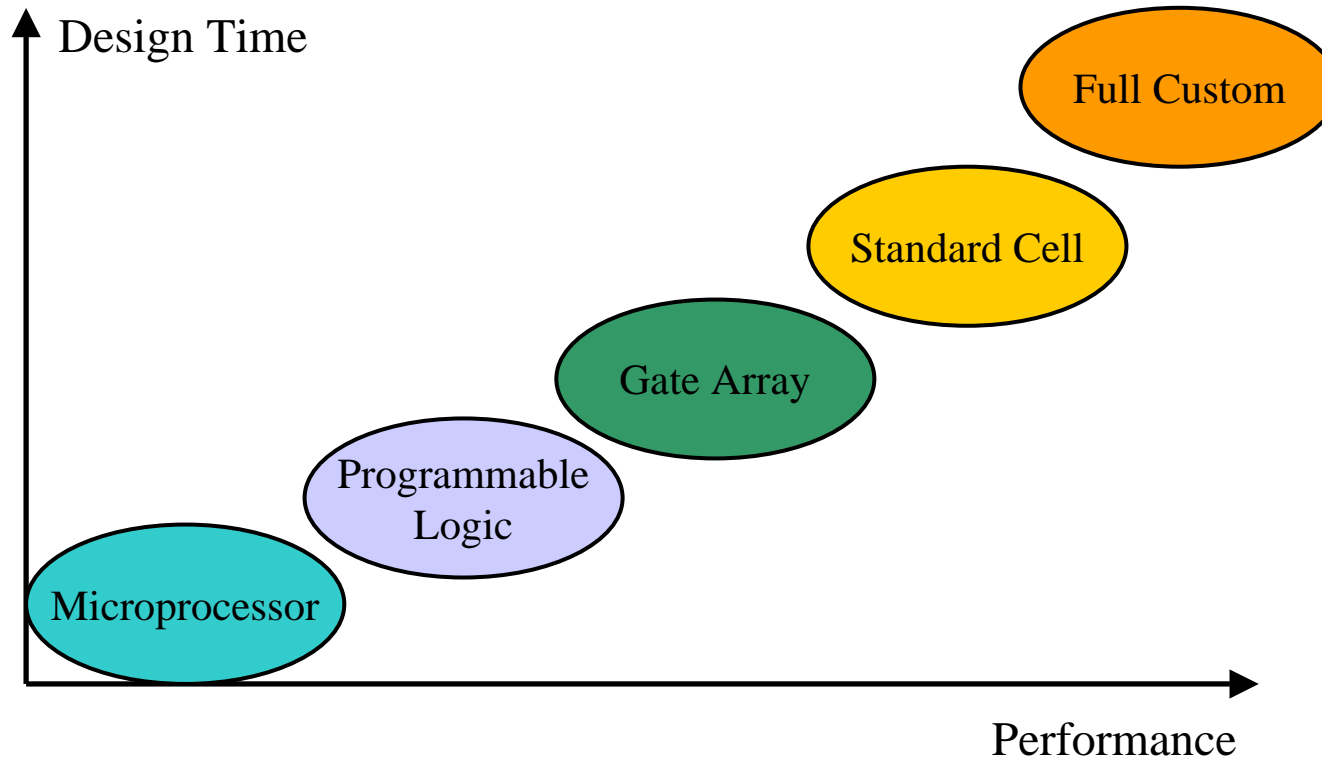 Design Time
Full Custom
Standard Cell
Gate Array
Programmable
Logic
Microprocessor
Performance